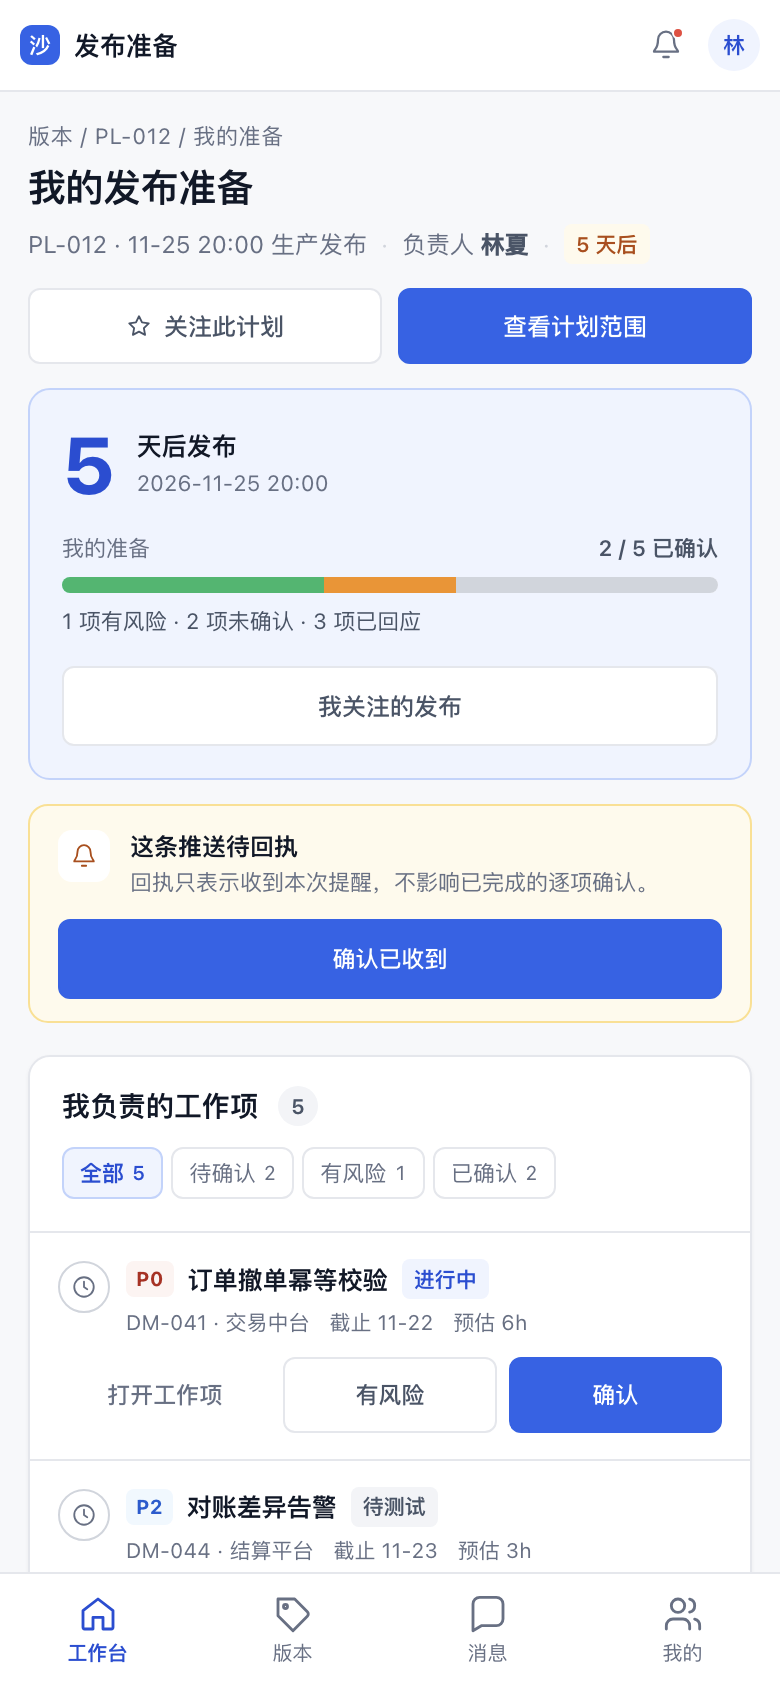 沙 发布准备 林
版本 / PL-012 / 我的准备
我的发布准备
PL-012 · 11-25 20:00 生产发布 · 负责人 林夏 · 5 天后
关注此计划 查看计划范围
5 天后发布
2026-11-25 20:00
我的准备 2 / 5 已确认
1 项有风险 · 2 项未确认 · 3 项已回应
我关注的发布
这条推送待回执
回执只表示收到本次提醒，不影响已完成的逐项确认。
确认已收到
我负责的工作项 5
全部 5 待确认 2 有风险 1 已确认 2
P0 订单撤单幂等校验 进行中
DM-041 · 交易中台 截止 11-22 预估 6h
打开工作项 有风险 确认
P2 对账差异告警 待测试
DM-044 · 结算平台 截止 11-23 预估 3h
工作台 版本 消息 我的